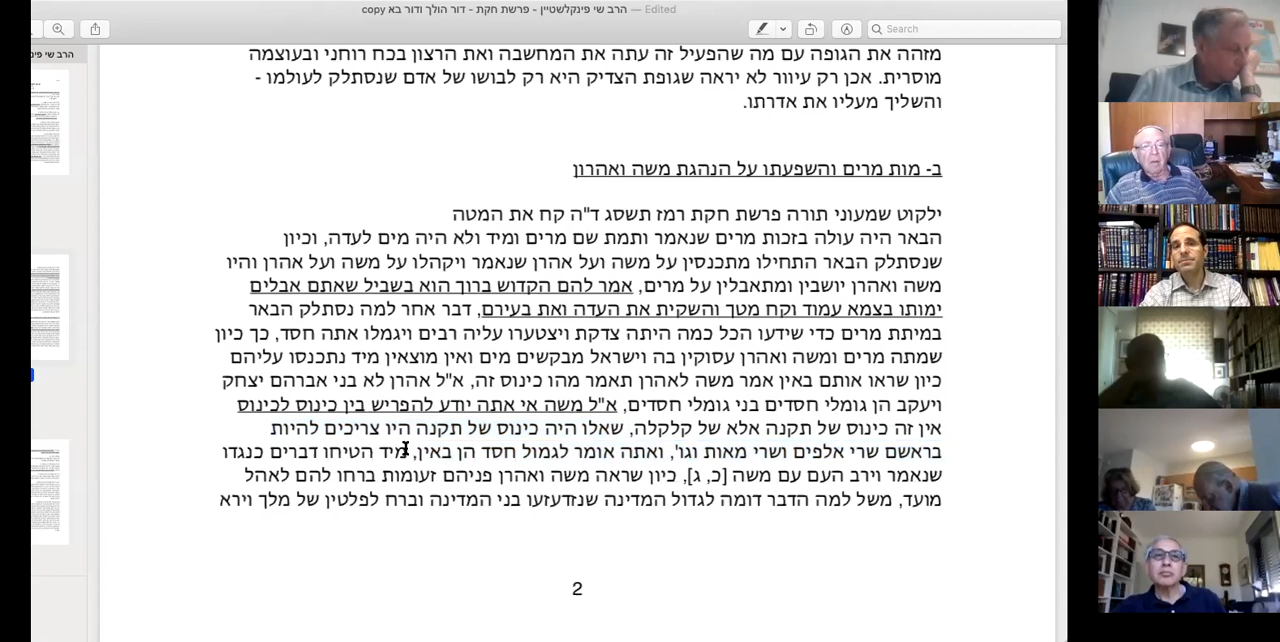 הרב שי פינקלשטיין - פרשת חקת - דור הולך ודור בא copy — Edited
Search
הרב שי פינ
מזהה את הגופה עם מה שהפעיל זה עתה את המחשבה ואת הרצון בכח רוחני ובעוצמה
מוסרית. אכן רק עיוור לא יראה שגופת הצדיק היא רק לבושו של אדם שנסתלק לעולמו -
והשליך מעליו את אדרתו.
ב- מות מרים והשפעתו על הנהגת משה ואהרון
ילקוט שמעוני תורה פרשת חקת רמז תשסג ד"ה קח את המטה
הבאר היה עולה בזכות מרים שנאמר ותמת שם מרים ומיד ולא היה מים לעדה, וכיון
שנסתלק הבאר התחילו מתכנסין על משה ועל אהרן שנאמר ויקהלו על משה ועל אהרן והיו
משה ואהרן יושבין ומתאבלין על מרים, אמר להם הקדוש ברוך הוא בשביל שאתם אבלים
ימותו בצמא עמוד וקח מטך והשקית את העדה ואת בעירם, דבר אחר למה נסתלק הבאר
במיתת מרים כדי שידעו הכל כמה היתה צדקת ויצטערו עליה רבים ויגמלו אתה חסד, כך כיון
שמתה מרים ומשה ואהרן עסוקין בה וישראל מבקשים מים ואין מוצאין מיד נתכנסו עליהם
כיון שראו אותם באין אמר משה לאהרן תאמר מהו כינוס זה, א"ל אהרן לא בני אברהם יצחק
ויעקב הן גומלי חסדים בני גומלי חסדים, א"ל משה אי אתה יודע להפריש בין כינוס לכינוס
אין זה כינוס של תקנה אלא של קלקלה, שאלו היה כינוס של תקנה היו צריכים להיות
בראשם שרי אלפים ושרי מאות וגו', ואתה אומר לגמול חסד הן באין, מיד הטיחו דברים כנגדו
שנאמר וירב העם עם משה [כ, ג], כיון שראה משה ואהרן פניהם זעומות ברחו להם לאהל
מועד, משל למה הדבר דומה לגדול המדינה שנזדעזעו בני המדינה וברח לפלטין של מלך וירא
2